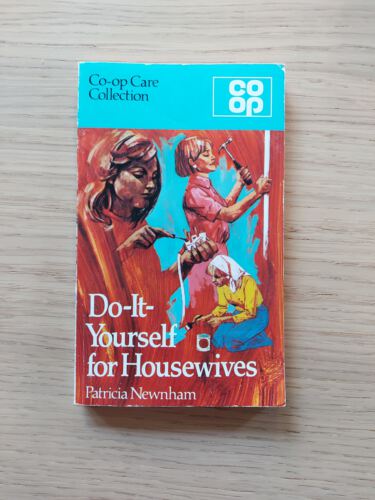 Co-op Care
Collection
CO
OP
Do-It-
Yourself
for Housewives
Patricia Newnham